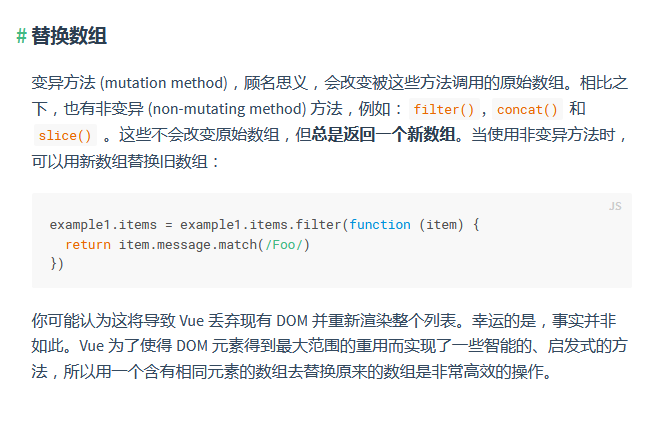 # 替换数组
变异方法 (mutation method)，顾名思义，会改变被这些方法调用的原始数组。相比之
下，也有非变异 (non-mutating method) 方法，例如： filter() , concat() 和
slice() 。这些不会改变原始数组，但总是返回一个新数组。当使用非变异方法时，
可以用新数组替换旧数组：
JS
example1.items = example1.items.filter(function (item) {
  return item.message.match(/Foo/)
})
你可能认为这将导致 Vue 丢弃现有 DOM 并重新渲染整个列表。幸运的是，事实并非
如此。Vue 为了使得 DOM 元素得到最大范围的重用而实现了一些智能的、启发式的方
法，所以用一个含有相同元素的数组去替换原来的数组是非常高效的操作。